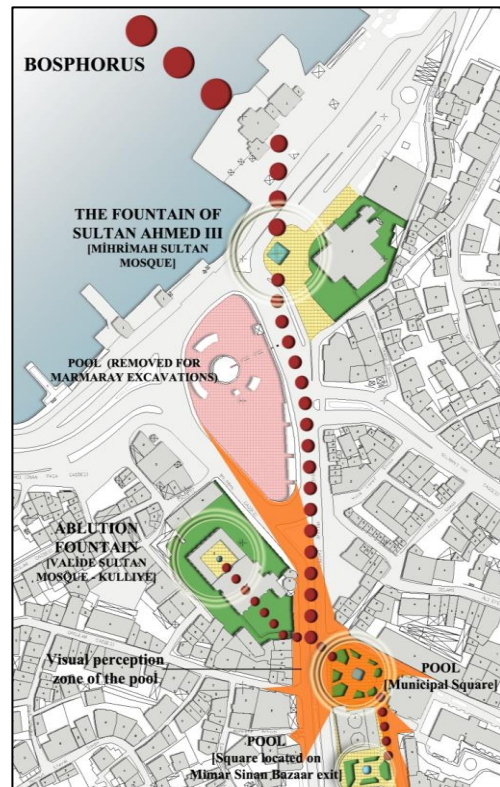 BOSPHORUS
THE FOUNTAIN OF
SULTAN AHMED III
[MİHRİMAH SULTAN
MOSQUE]
POOL (REMOVED FOR
MARMARAY EXCAVATIONS)
ABLUTION
FOUNTAIN
[VALİDE SULTAN
MOSQUE - KULLIYE]
Visual perception
zone of the pool
POOL
[Municipal Square]
POOL
[Square located on
Mimar Sinan Bazaar exit]